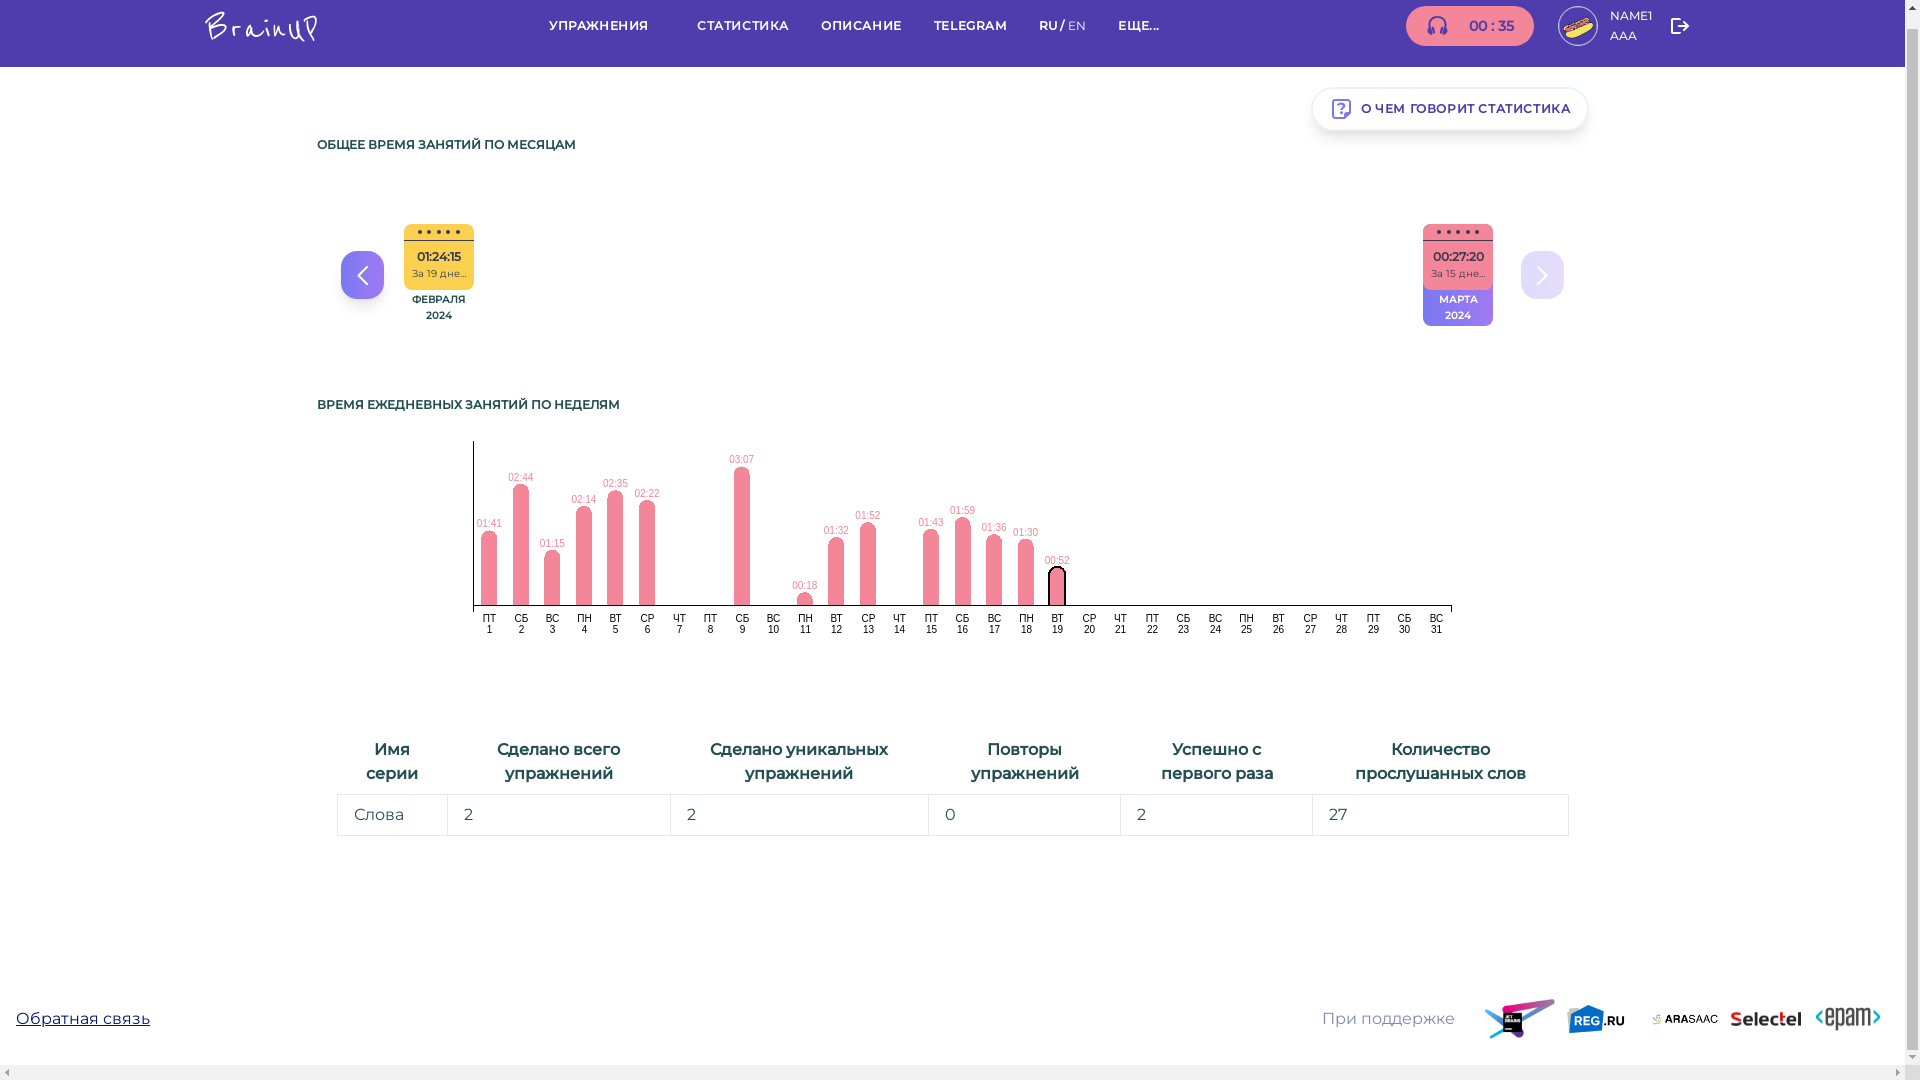 BrainUP
УПРАЖНЕНИЯ СТАТИСТИКА ОПИСАНИЕ TELEGRAM RU / EN ЕЩЕ...
00 : 35
NAME1
AAA
О ЧЕМ ГОВОРИТ СТАТИСТИКА
ОБЩЕЕ ВРЕМЯ ЗАНЯТИЙ ПО МЕСЯЦАМ
01:24:15
За 19 дне...
ФЕВРАЛЯ
2024
00:27:20
За 15 дне...
МАРТА
2024
ВРЕМЯ ЕЖЕДНЕВНЫХ ЗАНЯТИЙ ПО НЕДЕЛЯМ
01:41 02:44 01:15 02:14 02:35 02:22 03:07 00:18 01:32 01:52 01:43 01:59 01:36 01:30 00:52
ПТ СБ ВС ПН ВТ СР ЧТ ПТ СБ ВС ПН ВТ СР ЧТ ПТ СБ ВС ПН ВТ СР ЧТ ПТ СБ ВС ПН ВТ СР ЧТ ПТ СБ ВС
1 2 3 4 5 6 7 8 9 10 11 12 13 14 15 16 17 18 19 20 21 22 23 24 25 26 27 28 29 30 31
Имя серии
Сделано всего упражнений
Сделано уникальных упражнений
Повторы упражнений
Успешно с первого раза
Количество прослушанных слов
Слова 2 2 0 2 27
Обратная связь
При поддержке
JET BRAINS
REG.RU
ARASAAC
Selectel
<epam>